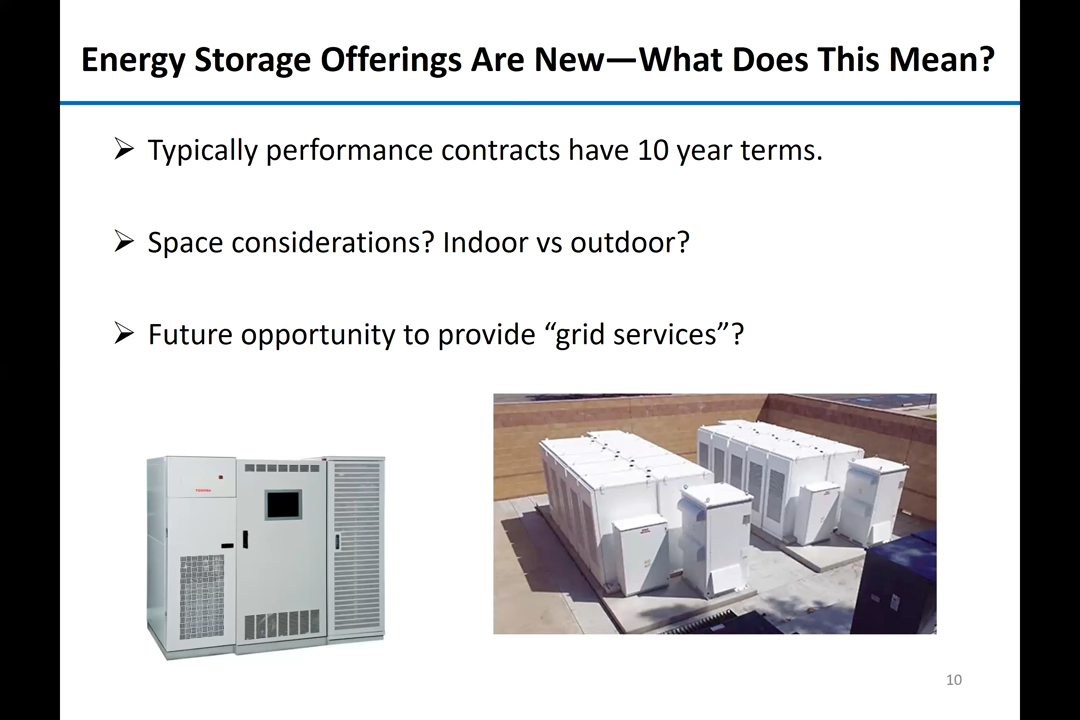 Energy Storage Offerings Are New—What Does This Mean?
➢ Typically performance contracts have 10 year terms.
➢ Space considerations? Indoor vs outdoor?
➢ Future opportunity to provide “grid services”?
TOSHIBA
10